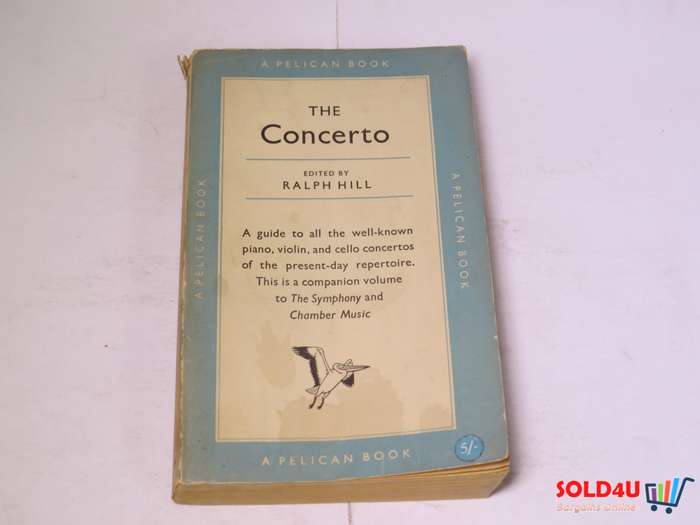 A PELICAN BOOK
THE
Concerto
EDITED BY
RALPH HILL
A guide to all the well-known
piano, violin, and cello concertos
of the present-day repertoire.
This is a companion volume
to The Symphony and
Chamber Music
A PELICAN BOOK
A PELICAN BOOK
A PELICAN BOOK
5/-
SOLD4U
Bargains Online